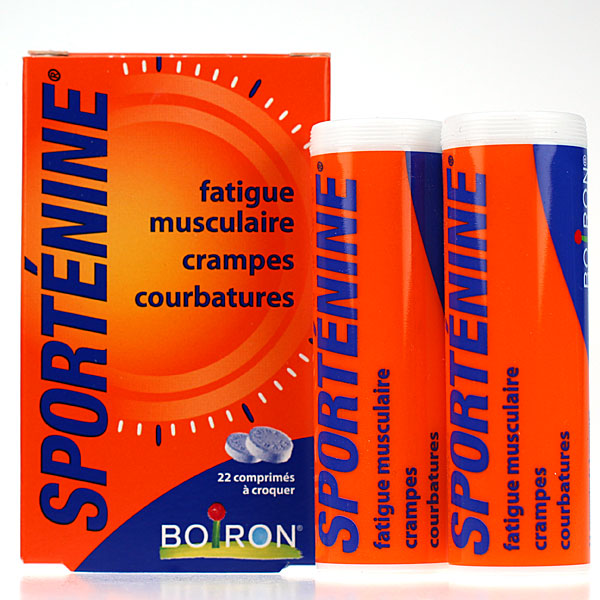 SPORTÉNINE®
fatigue
musculaire
crampes
courbatures
22 comprimés
à croquer
BOIRON®
SPORTÉNINE®
fatigue musculaire
crampes
courbatures
SPORTÉNINE®
fatigue musculaire
crampes
courbatures
BOIRON®